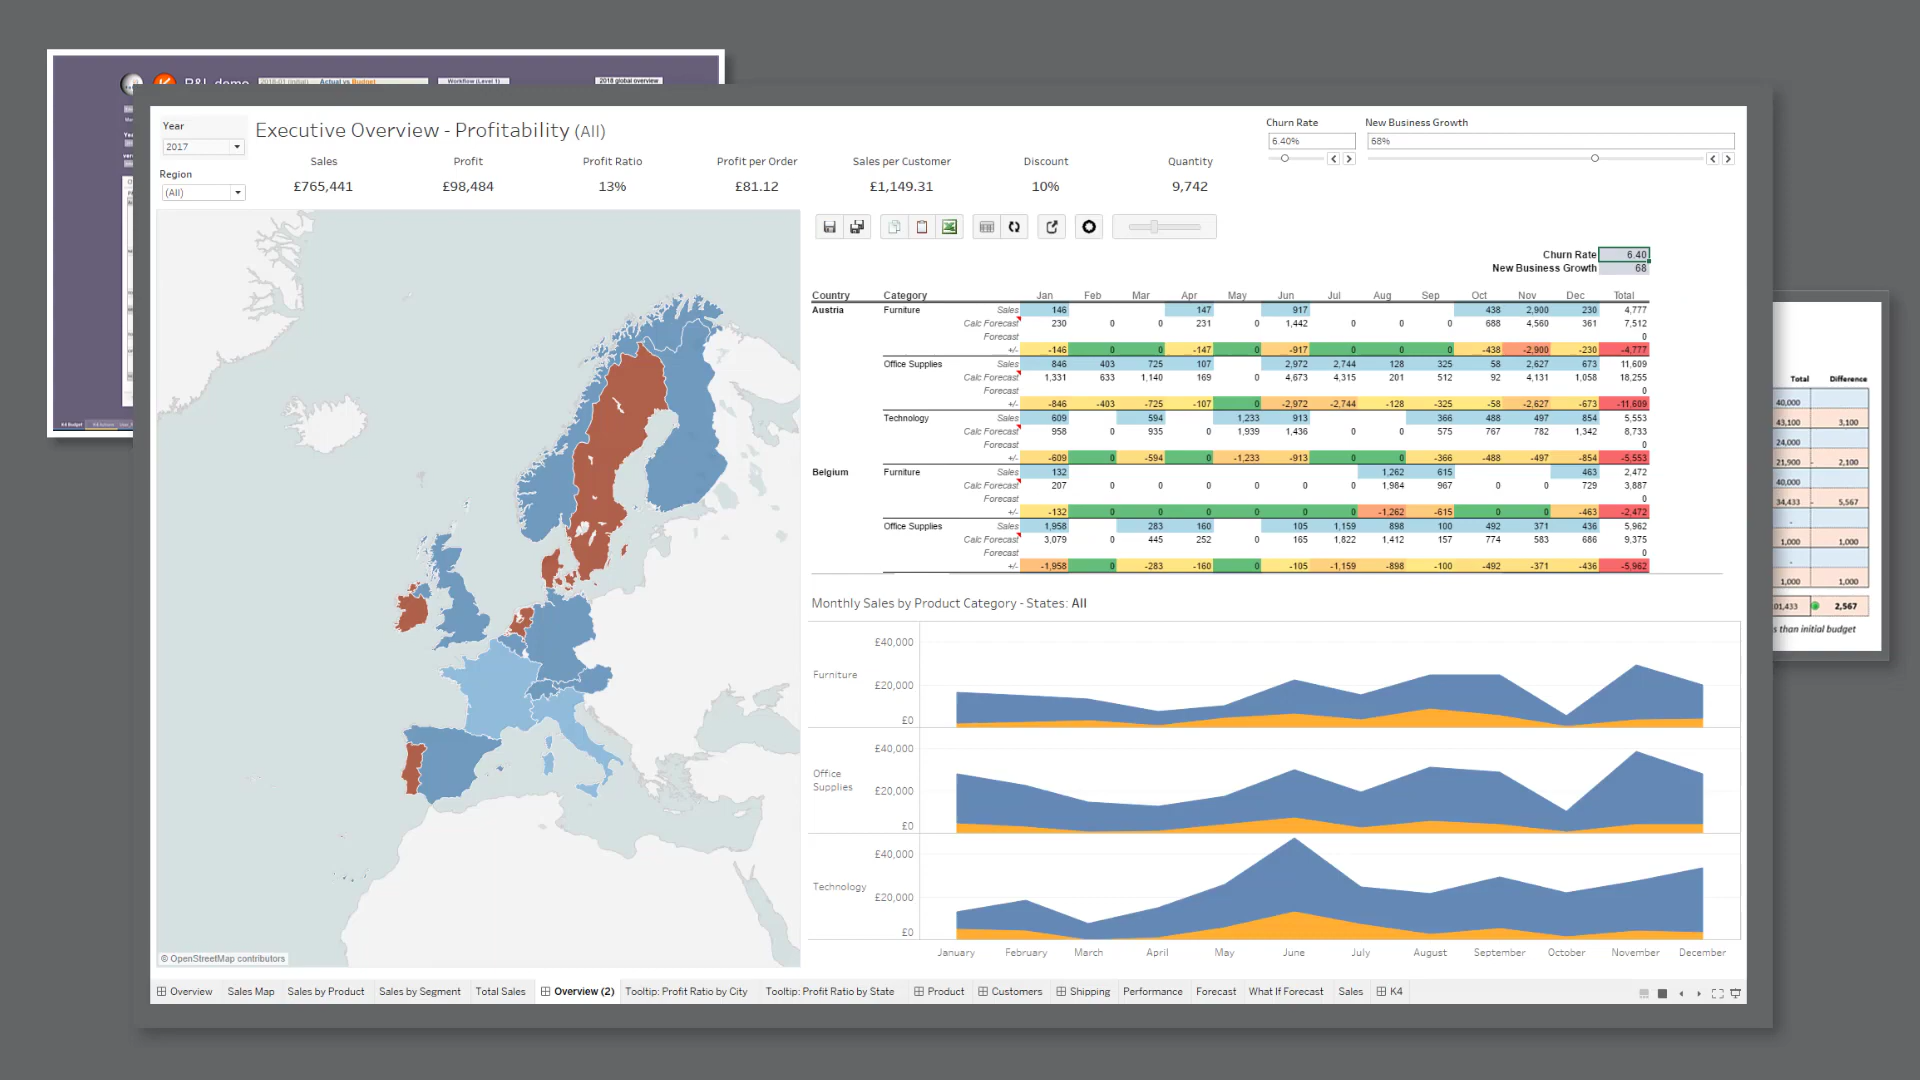 P&L demo
2018-01 (Initial) Actual vs Budget
Workflow (Level 1)
2018 global overview
Year
2017
Region
(All)
Executive Overview - Profitability (All)
Sales Profit Profit Ratio Profit per Order Sales per Customer Discount Quantity
£765,441 £98,484 13% £81.12 £1,149.31 10% 9,742
Churn Rate New Business Growth
6.40% 68%
Churn Rate 6.40
New Business Growth 68
Country Category Jan Feb Mar Apr May Jun Jul Aug Sep Oct Nov Dec Total
Austria Furniture Sales 146 147 917 438 2,900 230 4,777
Calc Forecast 230 0 0 231 0 1,442 0 0 0 688 4,560 361 7,512
Forecast 0
+/- -146 0 0 -147 0 -917 0 0 0 -438 -2,900 -230 -4,777
Office Supplies Sales 846 403 725 107 2,972 2,744 128 325 58 2,627 673 11,609
Calc Forecast 1,331 633 1,140 169 0 4,673 4,315 201 512 92 4,131 1,058 18,255
Forecast 0
+/- -846 -403 -725 -107 0 -2,972 -2,744 -128 -325 -58 -2,627 -673 -11,609
Technology Sales 609 594 1,233 913 366 488 497 854 5,553
Calc Forecast 958 0 935 0 1,939 1,436 0 0 575 767 782 1,342 8,733
Forecast 0
+/- -609 0 -594 0 -1,233 -913 0 0 -366 -488 -497 -854 -5,553
Belgium Furniture Sales 132 1,262 615 463 2,472
Calc Forecast 207 0 0 0 0 0 0 1,984 967 0 0 729 3,887
Forecast 0
+/- -132 0 0 0 0 0 0 -1,262 -615 0 0 -463 -2,472
Office Supplies Sales 1,958 283 160 105 1,159 898 100 492 371 436 5,962
Calc Forecast 3,079 0 445 252 0 165 1,822 1,412 157 774 583 686 9,375
Forecast 0
+/- -1,958 0 -283 -160 0 -105 -1,159 -898 -100 -492 -371 -436 -5,962
Monthly Sales by Product Category - States: All
Furniture
£40,000
£20,000
£0
Office Supplies
£40,000
£20,000
£0
Technology
£40,000
£20,000
£0
January February March April May June July August September October November December
© OpenStreetMap contributors
Overview Sales Map Sales by Product Sales by Segment Total Sales Overview (2) Tooltip: Profit Ratio by City Tooltip: Profit Ratio by State Product Customers Shipping Performance Forecast What If Forecast Sales K4
Total Difference
40,000
43,100 3,100
24,000
21,900 - 2,100
40,000
34,433 - 5,567
-
1,000 1,000
-
1,000 1,000
01,433 2,567
s than initial budget